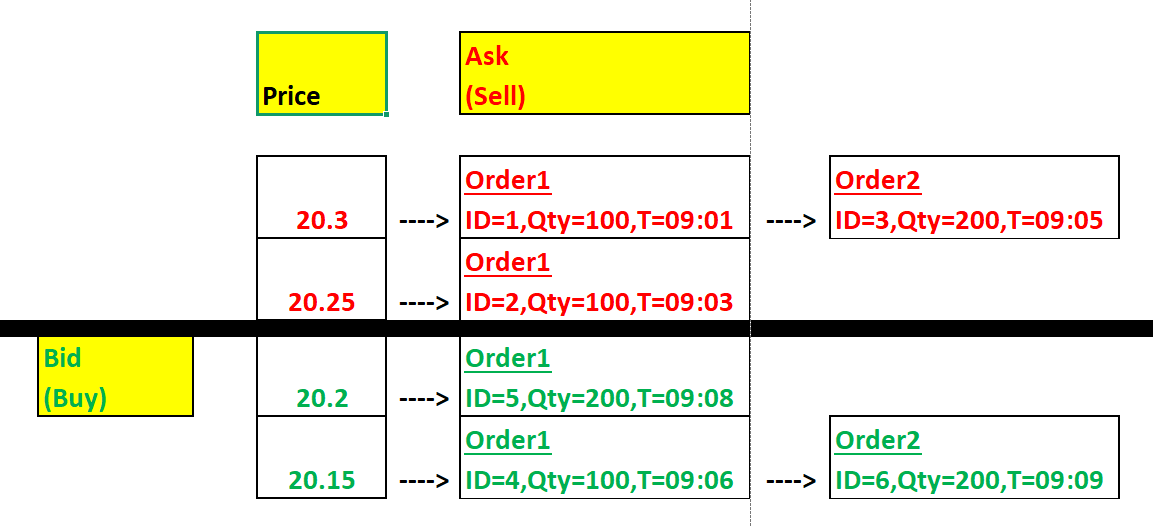 Ask
Price (Sell)
Order1 Order2
20.3 ----> ID=1,Qty=100,T=09:01 ----> ID=3,Qty=200,T=09:05
Order1
20.25 ----> ID=2,Qty=100,T=09:03
Bid Order1
(Buy) 20.2 ----> ID=5,Qty=200,T=09:08
Order1 Order2
20.15 ----> ID=4,Qty=100,T=09:06 ----> ID=6,Qty=200,T=09:09